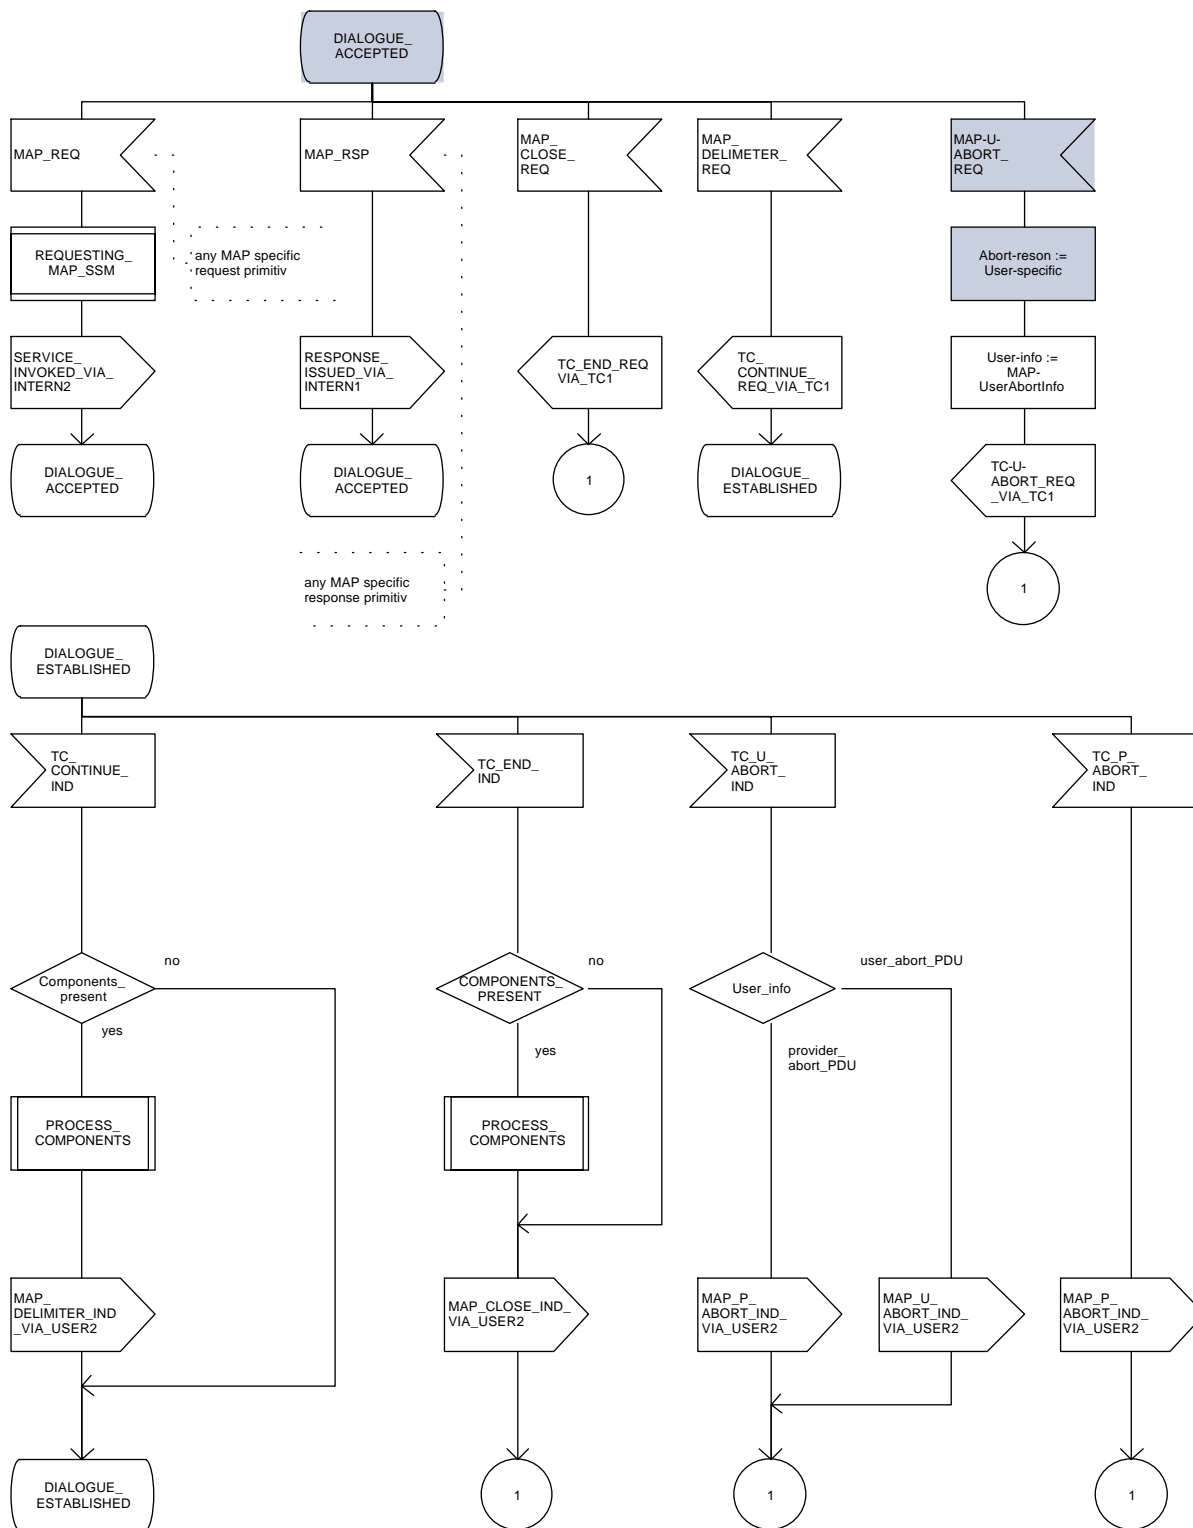 DIALOGUE_
ACCEPTED
MAP_REQ
MAP_RSP
MAP_
CLOSE_
REQ
MAP_
DELIMETER_
REQ
MAP-U-
ABORT_
REQ
REQUESTING_
MAP_SSM
any MAP specific
request primitiv
Abort-reson :=
User-specific
SERVICE_
INVOKED_VIA_
INTERN2
RESPONSE_
ISSUED_VIA_
INTERN1
TC_END_REQ
VIA_TC1
TC_
CONTINUE_
REQ_VIA_TC1
User-info :=
MAP-
UserAbortInfo
DIALOGUE_
ACCEPTED
DIALOGUE_
ACCEPTED
1
DIALOGUE_
ESTABLISHED
TC-U-
ABORT_REQ
_VIA_TC1
any MAP specific
response primitiv
1
DIALOGUE_
ESTABLISHED
TC_
CONTINUE_
IND
TC_END_
IND
TC_U_
ABORT_
IND
TC_P_
ABORT_
IND
Components_
present
no
yes
COMPONENTS_
PRESENT
no
yes
User_info
user_abort_PDU
provider_
abort_PDU
PROCESS_
COMPONENTS
PROCESS_
COMPONENTS
MAP_
DELIMITER_IND
_VIA_USER2
MAP_CLOSE_IND_
VIA_USER2
MAP_P_
ABORT_IND_
VIA_USER2
MAP_U_
ABORT_IND_
VIA_USER2
MAP_P_
ABORT_IND_
VIA_USER2
DIALOGUE_
ESTABLISHED
1
1
1